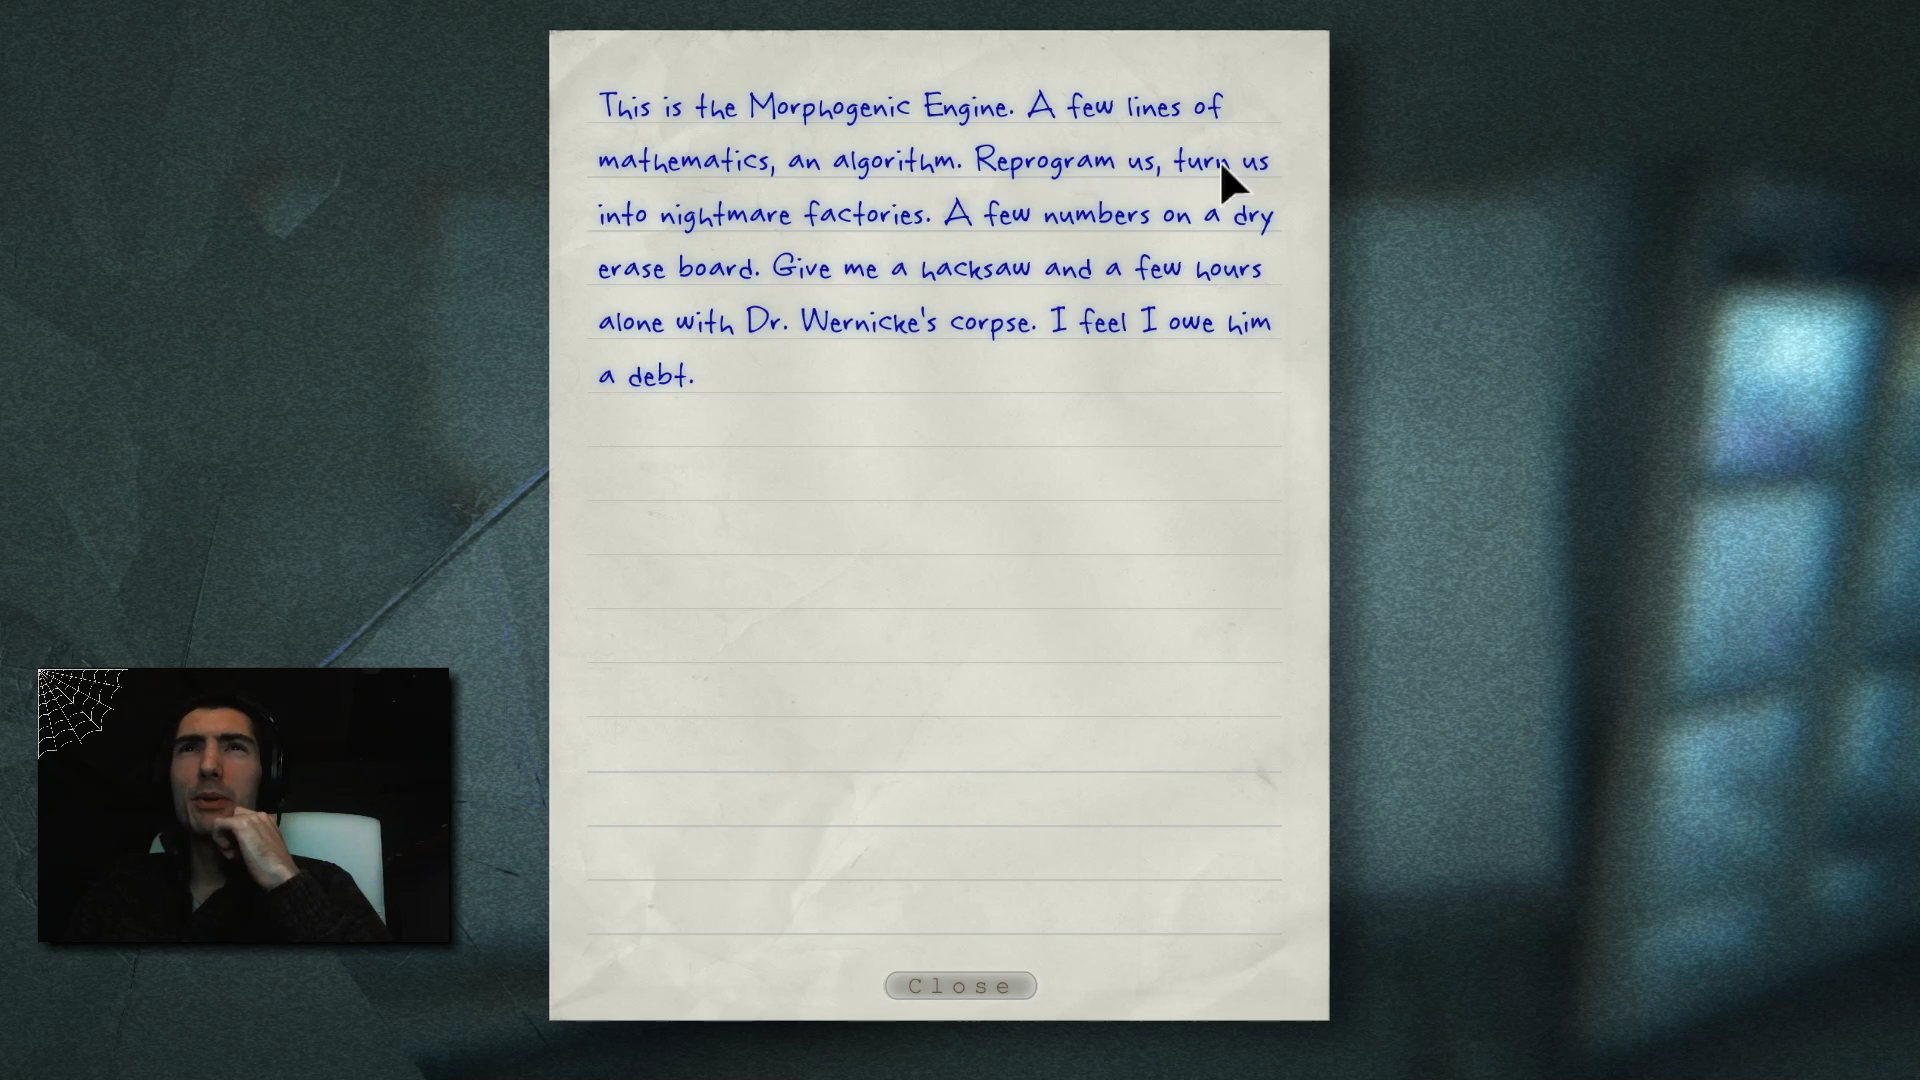 This is the Morphogenic Engine. A few lines of
mathematics, an algorithm. Reprogram us, turn us
into nightmare factories. A few numbers on a dry
erase board. Give me a hacksaw and a few hours
alone with Dr. Wernicke's corpse. I feel I owe him
a debt.
Close